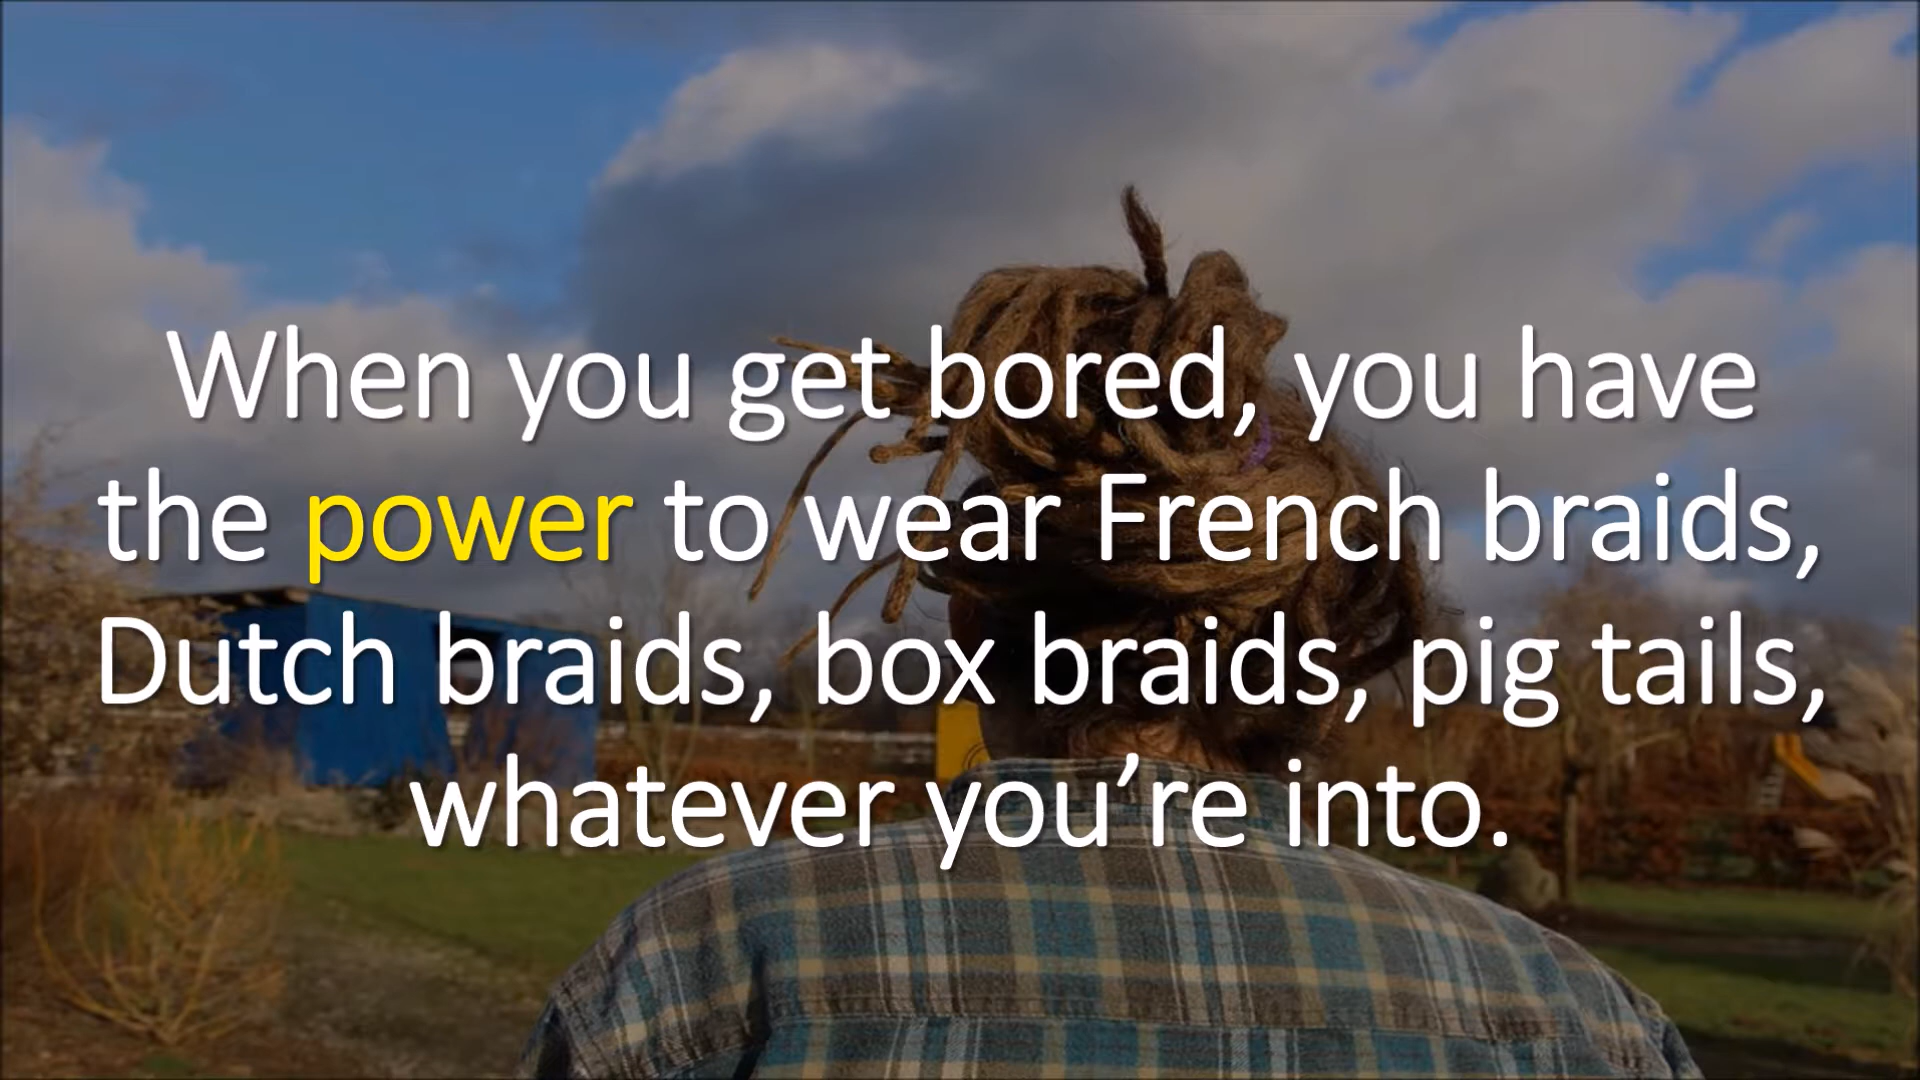 When you get bored, you have
the power to wear French braids,
Dutch braids, box braids, pig tails,
whatever you’re into.